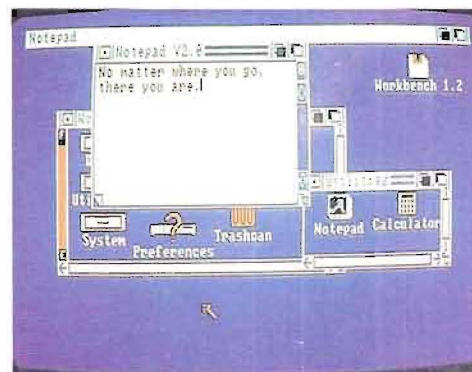 Notepad
Notepad V2.0
No matter where you go,
there you are.
Workbench 1.2
System
Preferences
Trashcan
Notepad
Calculator